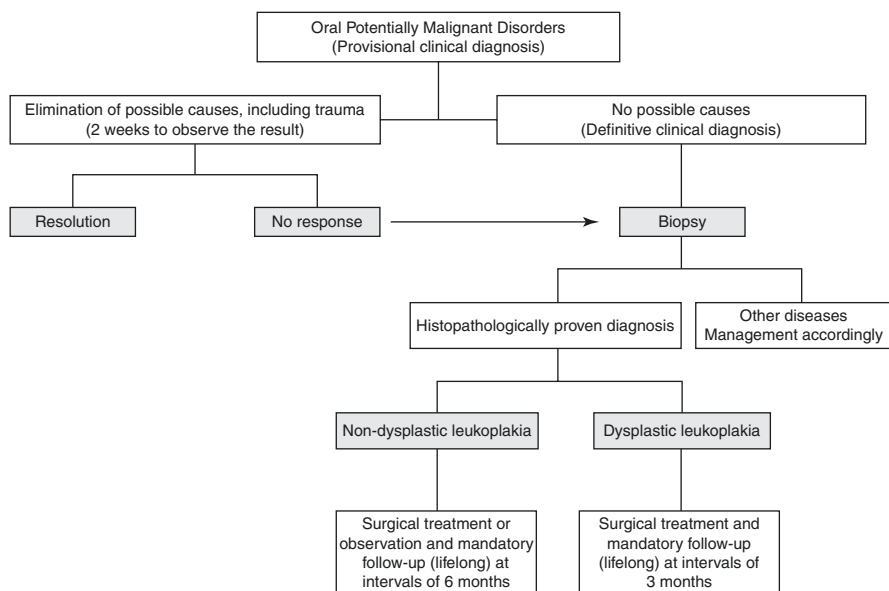 Oral Potentially Malignant Disorders
(Provisional clinical diagnosis)
Elimination of possible causes, including trauma
(2 weeks to observe the result)
No possible causes
(Definitive clinical diagnosis)
Resolution
No response
Biopsy
Histopathologically proven diagnosis
Other diseases
Management accordingly
Non-dysplastic leukoplakia
Dysplastic leukoplakia
Surgical treatment or
observation and mandatory
follow-up (lifelong) at
intervals of 6 months
Surgical treatment and
mandatory follow-up
(lifelong) at intervals of
3 months